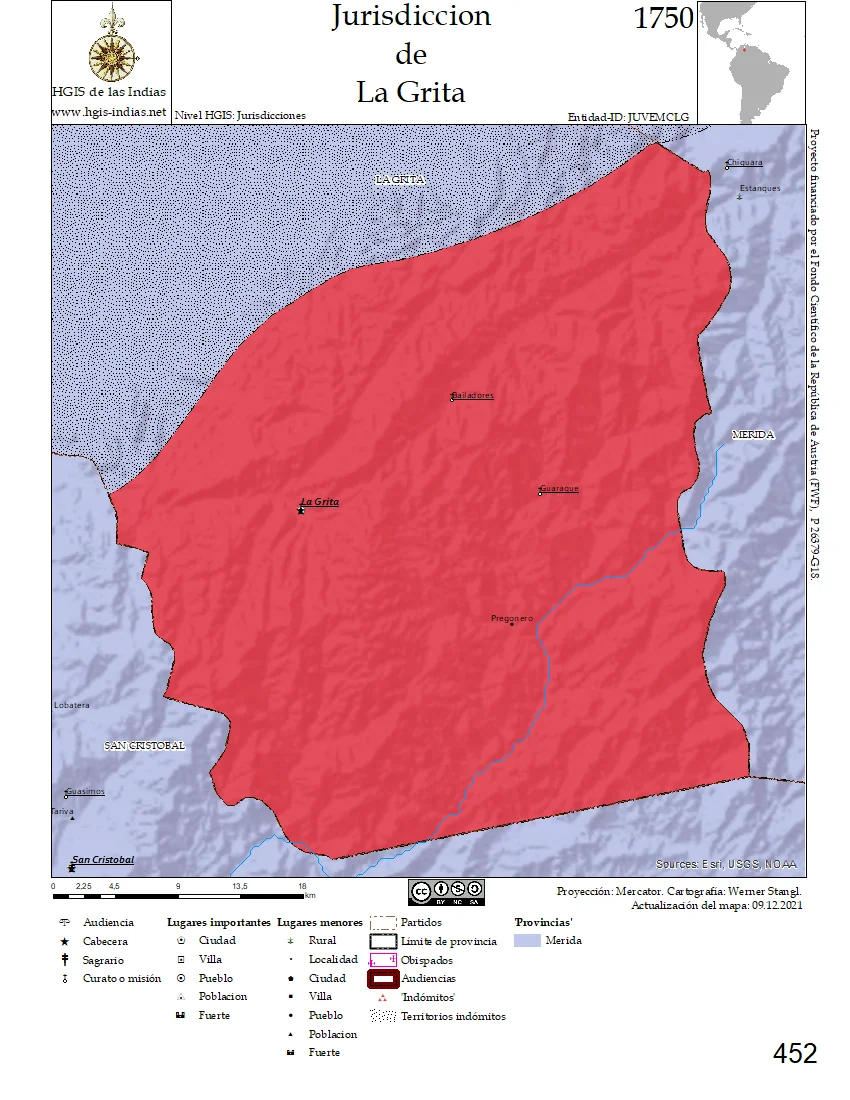 Jurisdiccion
de
La Grita
1750
HGIS de las Indias
www.hgis-indias.net
Nivel HGIS: Jurisdicciones
Entidad-ID: JUVEMCLG
Proyecto financiado por el Fondo Científico de la República de Austria (FWF), P 26379-G18.
LA GRITA
Chiquara
Estanques
Bailadores
MERIDA
Guaraque
La Grita
Pregonero
Lobatera
SAN CRISTOBAL
Guasimos
Tariva
San Cristobal
Sources: Esri, USGS, NOAA
0 2,25 4,5 9 13,5 18
km
cc BY NC SA
Proyección: Mercator. Cartografía: Werner Stangl.
Actualización del mapa: 09.12.2021
Audiencia
Cabecera
Sagrario
Curato o misión
Lugares importantes
Ciudad
Villa
Pueblo
Poblacion
Fuerte
Lugares menores
Rural
Localidad
Ciudad
Villa
Pueblo
Poblacion
Fuerte
Partidos
Límite de provincia
Obispados
Audiencias
'Indómitos'
Territorios indómitos
'Provincias'
Merida
452